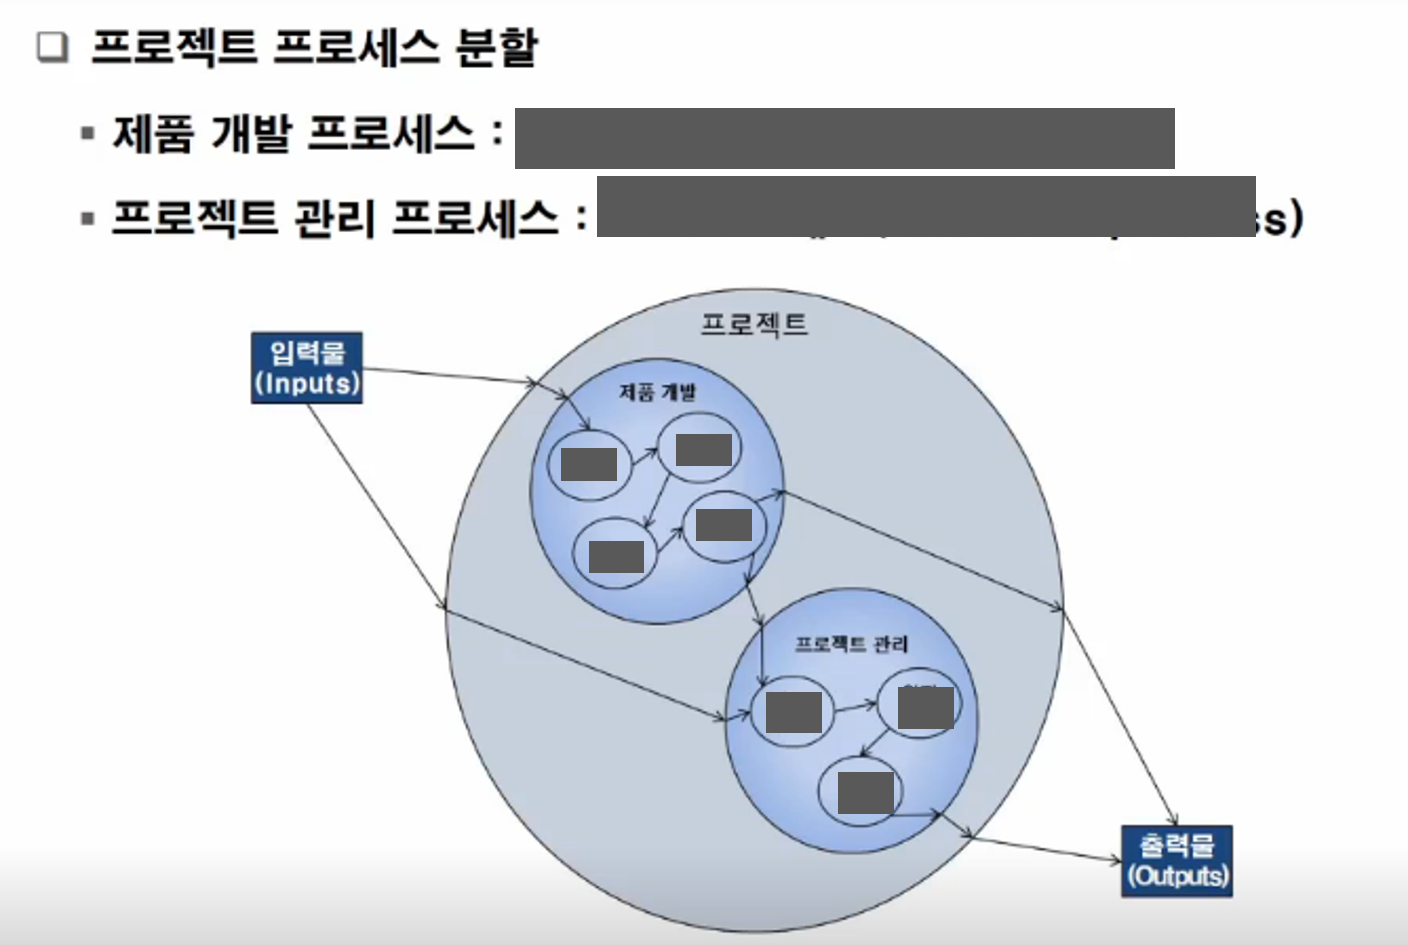 프로젝트 프로세스 분할
제품 개발 프로세스 :
프로젝트 관리 프로세스 : ss)
프로젝트
입력물
(Inputs)
제품 개발
프로젝트 관리
출력물
(Outputs)